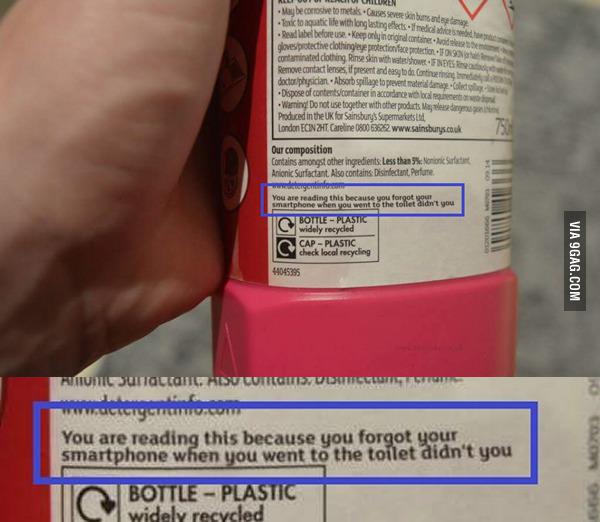 KEEP OUT OF REACH OF CHILDREN
• May be corrosive to metals. • Causes severe skin burns and eye damage.
• Toxic to aquatic life with long lasting effects. • If medical advice is needed, have product
• Read label before use. • Keep only in original container. • Avoid release to the environment.
gloves/protective clothing/eye protection/face protection. • IF ON SKIN (or hair):
contaminated clothing. Rinse skin with water/shower. • IF IN EYES: Rinse cautiously with
Remove contact lenses, if present and easy to do. Continue rinsing. Immediately call a
doctor/physician. • Absorb spillage to prevent material damage. • Collect spillage.
• Dispose of contents/container in accordance with local requirements on waste disposal
• Warning! Do not use together with other products. May release dangerous gases (chlorine).
Produced in the UK for Sainsbury's Supermarkets Ltd,
London EC1N 2HT. Careline 0800 636262. www.sainsburys.co.uk
750
Our composition
Contains amongst other ingredients: Less than 5%: Nonionic Surfactant,
Anionic Surfactant. Also contains: Disinfectant, Perfume.
www.detergentinfo.com
You are reading this because you forgot your
smartphone when you went to the toilet didn't you
BOTTLE – PLASTIC
widely recycled
CAP – PLASTIC
check local recycling
44045395
09.14
VIA 9GAG.COM
Anionic Surfactant. Also contains: Disinfectant, Perfume.
www.detergentinfo.com
You are reading this because you forgot your
smartphone when you went to the toilet didn't you
BOTTLE – PLASTIC
widely recycled